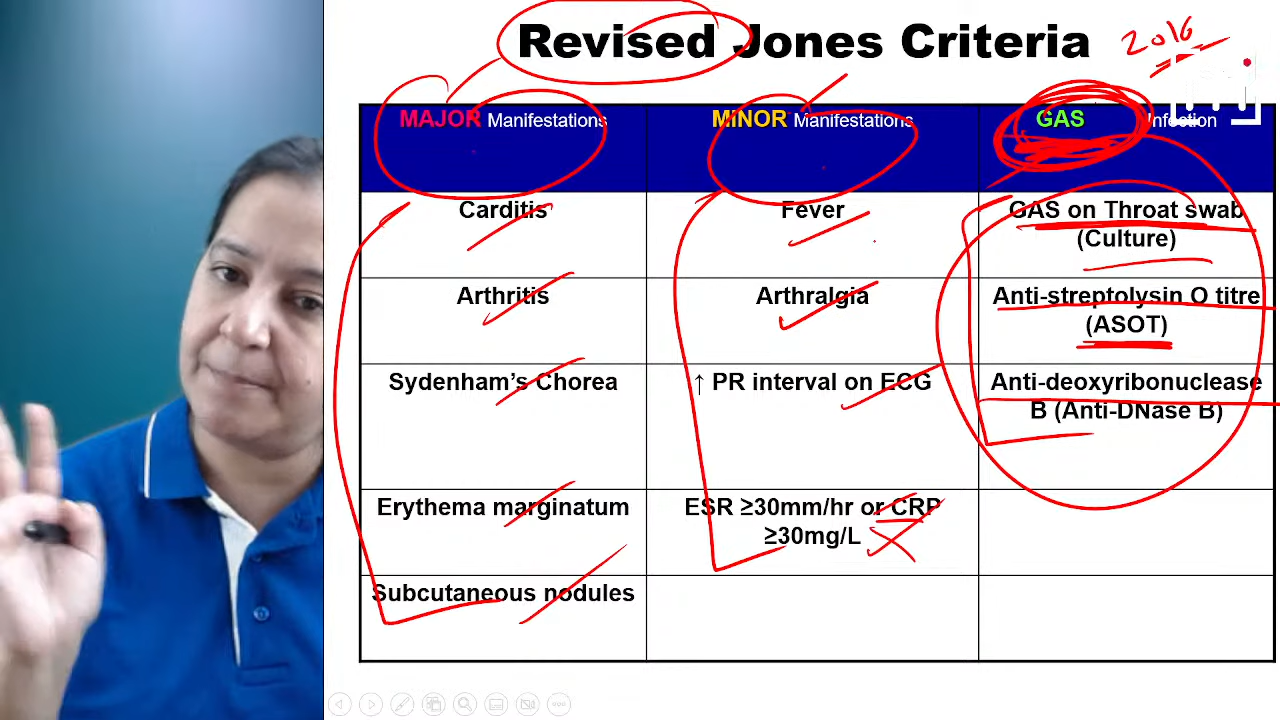 Revised Jones Criteria
2016
MAJOR Manifestations
MINOR Manifestations
GAS Infection
Carditis
Fever
GAS on Throat swab
(Culture)
Arthritis
Arthralgia
Anti-streptolysin O titre
(ASOT)
Sydenham's Chorea
↑ PR interval on ECG
Anti-deoxyribonuclease
B (Anti-DNase B)
Erythema marginatum
ESR ≥30mm/hr or CRP
≥30mg/L
Subcutaneous nodules